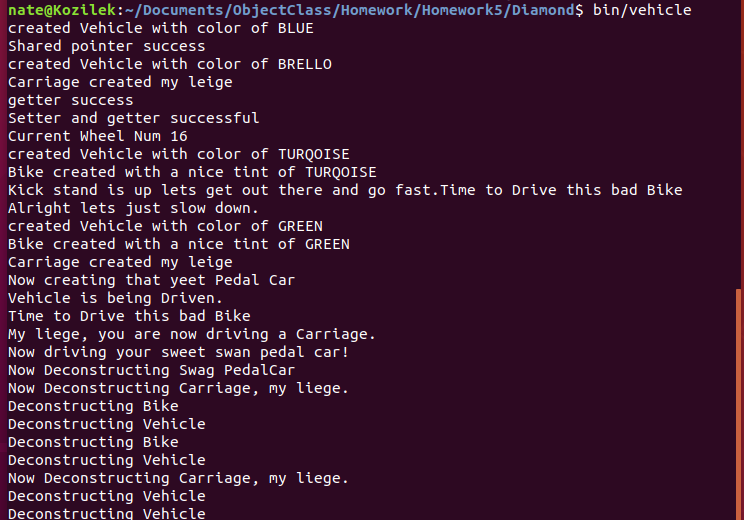 nate@Kozilek:~/Documents/ObjectClass/Homework/Homework5/Diamond$ bin/vehicle
created Vehicle with color of BLUE
Shared pointer success
created Vehicle with color of BRELLO
Carriage created my leige
getter success
Setter and getter successful
Current Wheel Num 16
created Vehicle with color of TURQOISE
Bike created with a nice tint of TURQOISE
Kick stand is up lets get out there and go fast.Time to Drive this bad Bike
Alright lets just slow down.
created Vehicle with color of GREEN
Bike created with a nice tint of GREEN
Carriage created my leige
Now creating that yeet Pedal Car
Vehicle is being Driven.
Time to Drive this bad Bike
My liege, you are now driving a Carriage.
Now driving your sweet swan pedal car!
Now Deconstructing Swag PedalCar
Now Deconstructing Carriage, my liege.
Deconstructing Bike
Deconstructing Vehicle
Deconstructing Bike
Deconstructing Vehicle
Now Deconstructing Carriage, my liege.
Deconstructing Vehicle
Deconstructing Vehicle